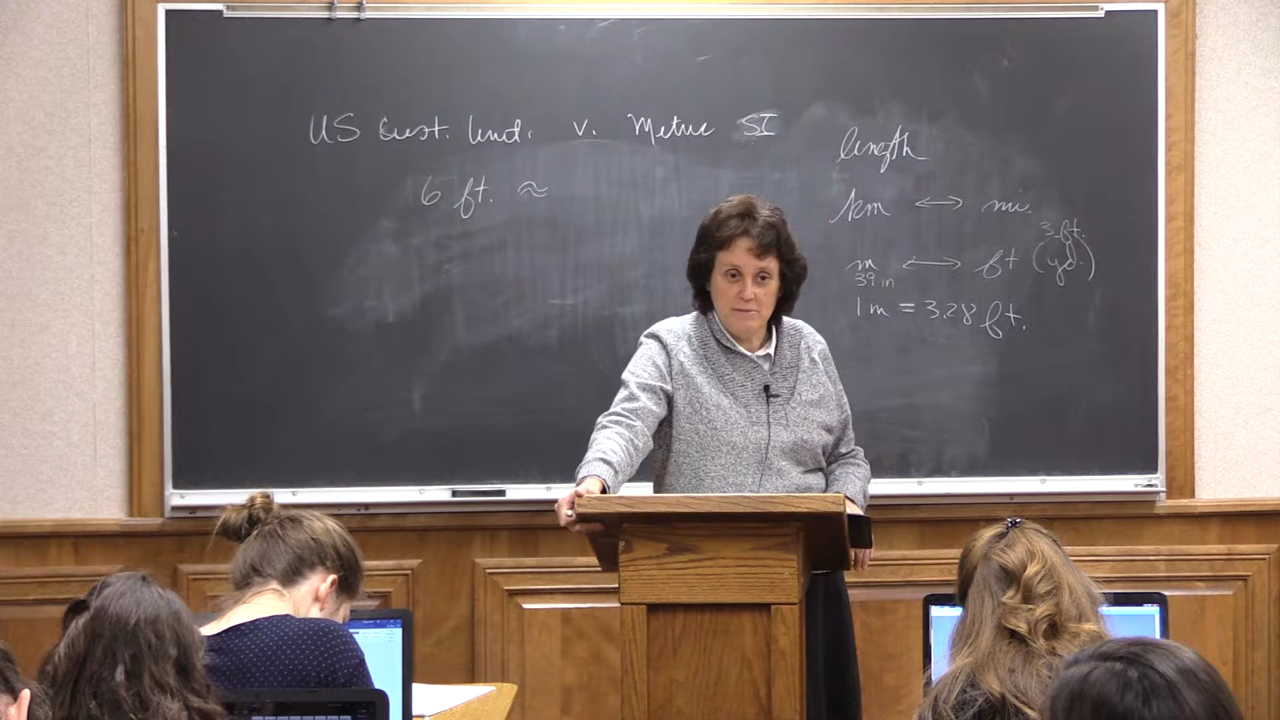 US Cust. Und. v. Metric SI
6 ft. ≈
length
km ↔ mi.
3 ft.
m ↔ ft (yd.)
39 in
1 m = 3.28 ft.